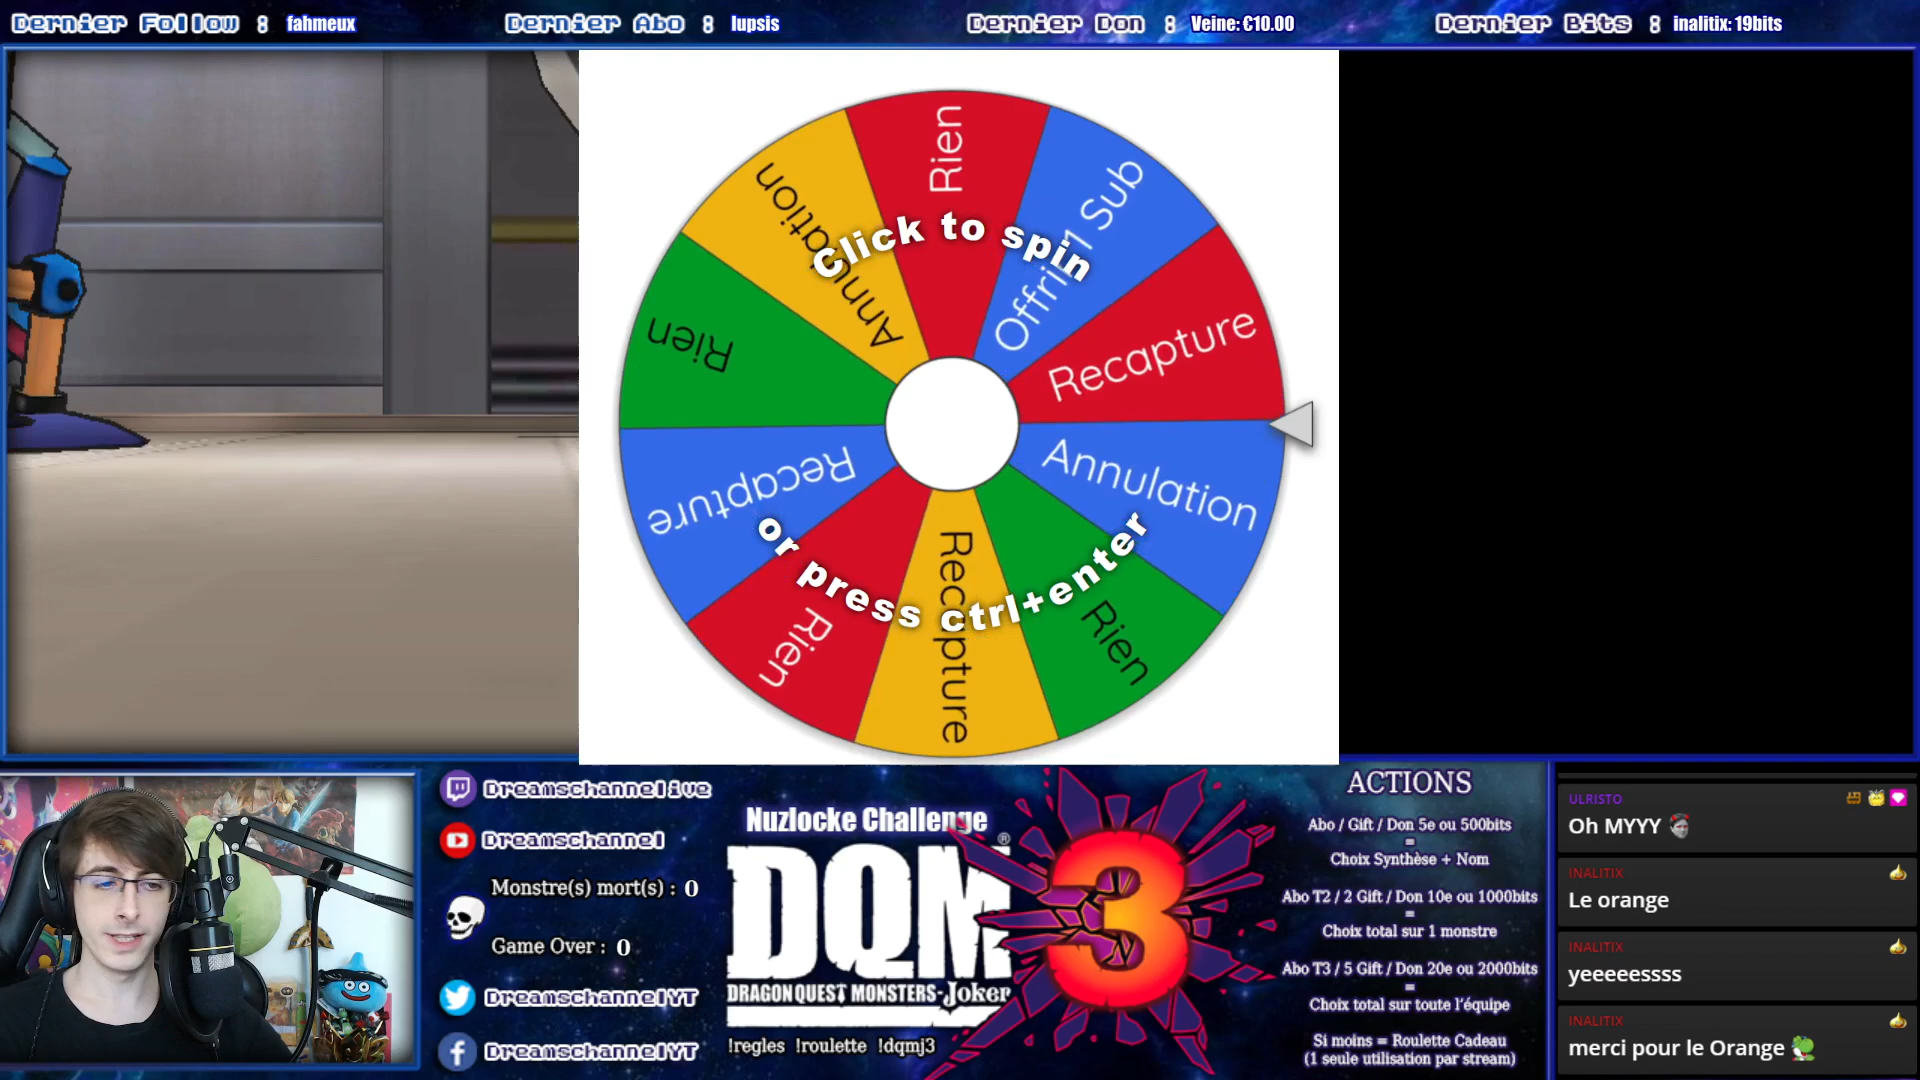 Dernier Follow : fahmeux
Dernier Abo : lupsis
Dernier Don : Veine: €10.00
Dernier Bits : inalitix: 19bits
Rien
Offrir 1 Sub
Recapture
Annulation
Rien
Recapture
Rien
Recapture
Rien
Annulation
Click to spin
or press ctrl+enter
Dreamschannelive
Dreamschannel
Monstre(s) mort(s) : 0
Game Over : 0
DreamschannelYT
DreamschannelYT
Nuzlocke Challenge
DQM®
3
DRAGON QUEST MONSTERS-Joker
!regles !roulette !dqmj3
ACTIONS
Abo / Gift / Don 5e ou 500bits
=
Choix Synthèse + Nom
Abo T2 / 2 Gift / Don 10e ou 1000bits
=
Choix total sur 1 monstre
Abo T3 / 5 Gift / Don 20e ou 2000bits
=
Choix total sur toute l'équipe
Si moins = Roulette Cadeau
(1 seule utilisation par stream)
ULRISTO
Oh MYYY
INALITIX
Le orange
INALITIX
yeeeeessss
INALITIX
merci pour le Orange